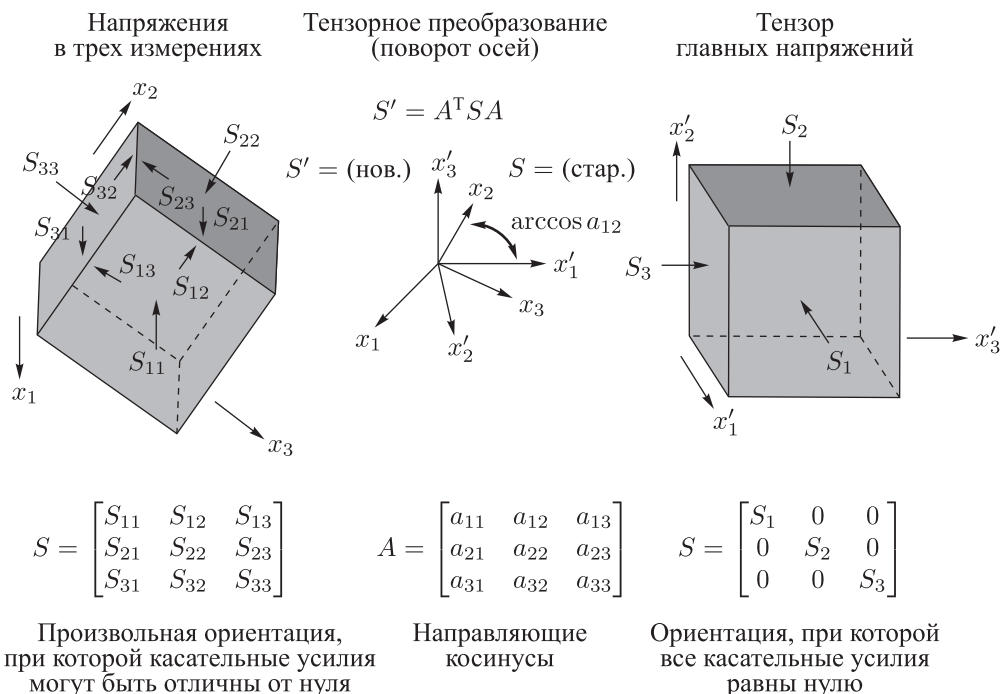 Напряжения
в трех измерениях
Тензорное преобразование
(поворот осей)
Тензор
главных напряжений
x₂
S₂₂
S₃₃
S₃₂
S₂₃
S₂₁
S₃₁
S₁₃
S₁₂
S₁₁
x₁
x₃
S′ = AᵀSA
S′ = (нов.)
S = (стар.)
x′₃
x₂
arccos a₁₂
x′₁
x₃
x₁
x′₂
x′₂
S₂
S₃
S₁
x′₃
x′₁
S = [S₁₁ S₁₂ S₁₃
S₂₁ S₂₂ S₂₃
S₃₁ S₃₂ S₃₃]
A = [a₁₁ a₁₂ a₁₃
a₂₁ a₂₂ a₂₃
a₃₁ a₃₂ a₃₃]
S = [S₁ 0 0
0 S₂ 0
0 0 S₃]
Произвольная ориентация,
при которой касательные усилия
могут быть отличны от нуля
Направляющие
косинусы
Ориентация, при которой
все касательные усилия
равны нулю